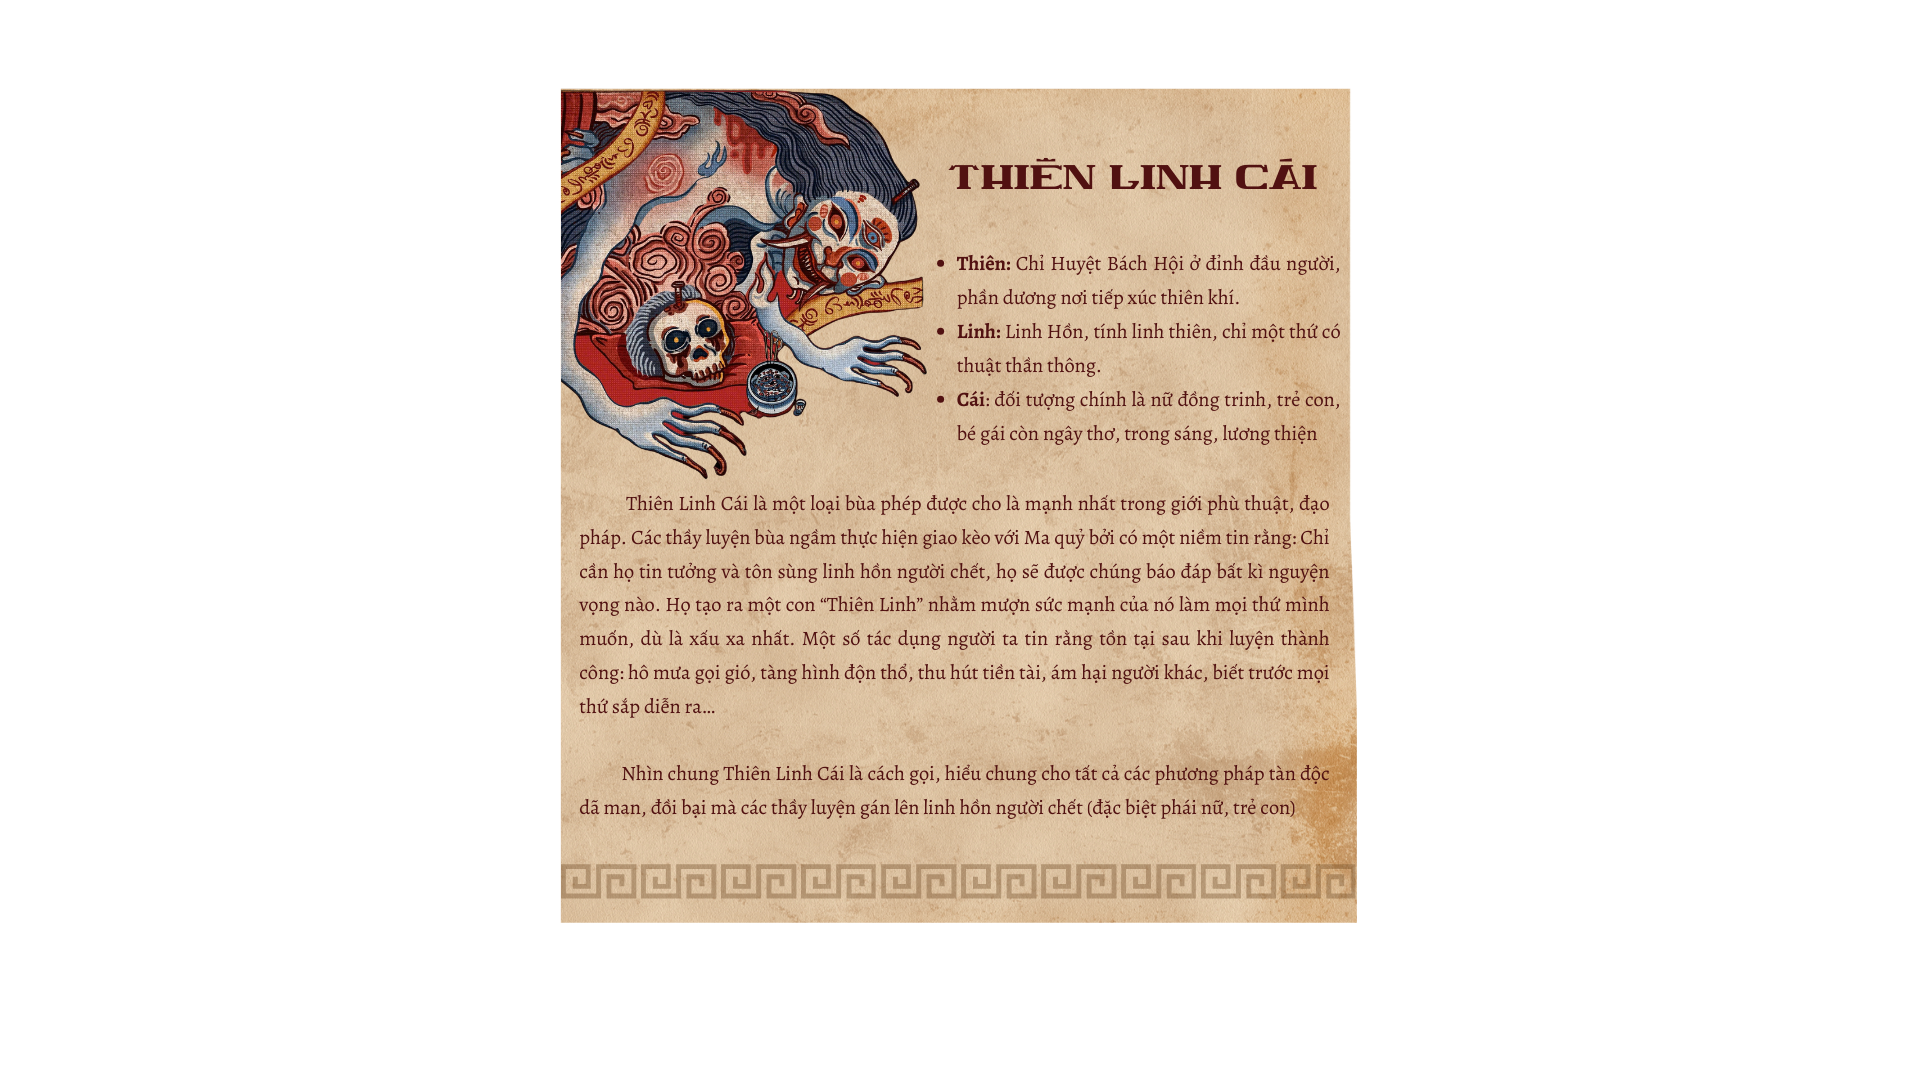 THIÊN LINH CÁI
• Thiên: Chỉ Huyệt Bách Hội ở đỉnh đầu người,
phần dương nơi tiếp xúc thiên khí.
• Linh: Linh Hồn, tính linh thiên, chỉ một thứ có
thuật thần thông.
• Cái: đối tượng chính là nữ đồng trinh, trẻ con,
bé gái còn ngây thơ, trong sáng, lương thiện
Thiên Linh Cái là một loại bùa phép được cho là mạnh nhất trong giới phù thuật, đạo
pháp. Các thầy luyện bùa ngầm thực hiện giao kèo với Ma quỷ bởi có một niềm tin rằng: Chỉ
cần họ tin tưởng và tôn sùng linh hồn người chết, họ sẽ được chúng báo đáp bất kì nguyện
vọng nào. Họ tạo ra một con “Thiên Linh” nhằm mượn sức mạnh của nó làm mọi thứ mình
muốn, dù là xấu xa nhất. Một số tác dụng người ta tin rằng tồn tại sau khi luyện thành
công: hô mưa gọi gió, tàng hình độn thổ, thu hút tiền tài, ám hại người khác, biết trước mọi
thứ sắp diễn ra...
Nhìn chung Thiên Linh Cái là cách gọi, hiểu chung cho tất cả các phương pháp tàn độc
dã man, đồi bại mà các thầy luyện gán lên linh hồn người chết (đặc biệt phái nữ, trẻ con)